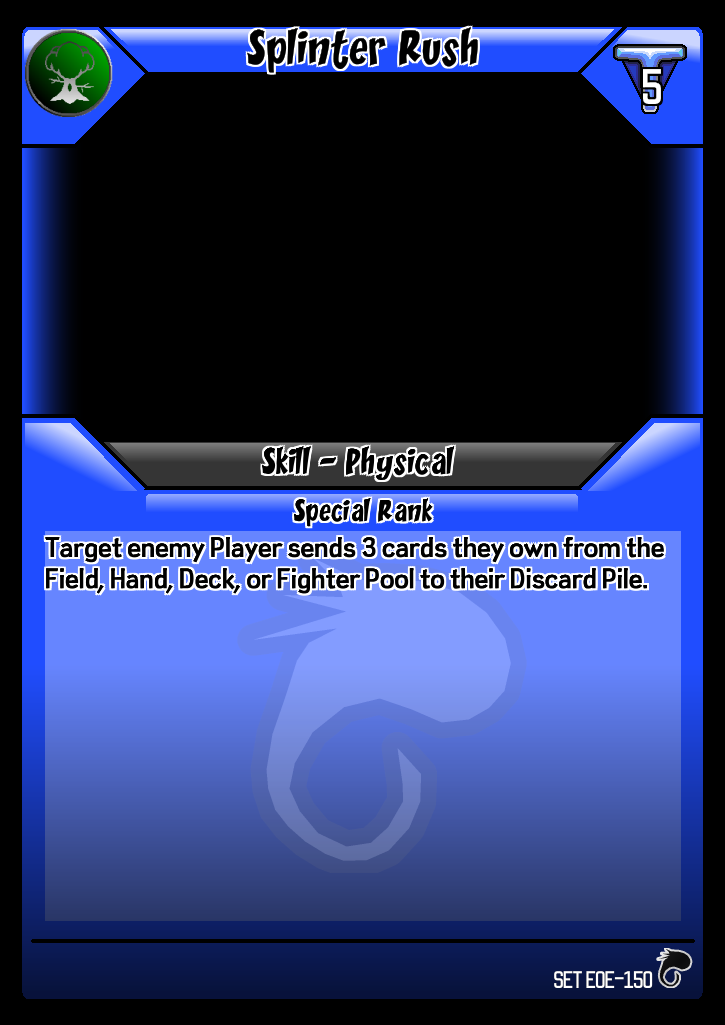 Splinter Rush
5
Skill - Physical
Special Rank
Target enemy Player sends 3 cards they own from the
Field, Hand, Deck, or Fighter Pool to their Discard Pile.
SET EOE-150